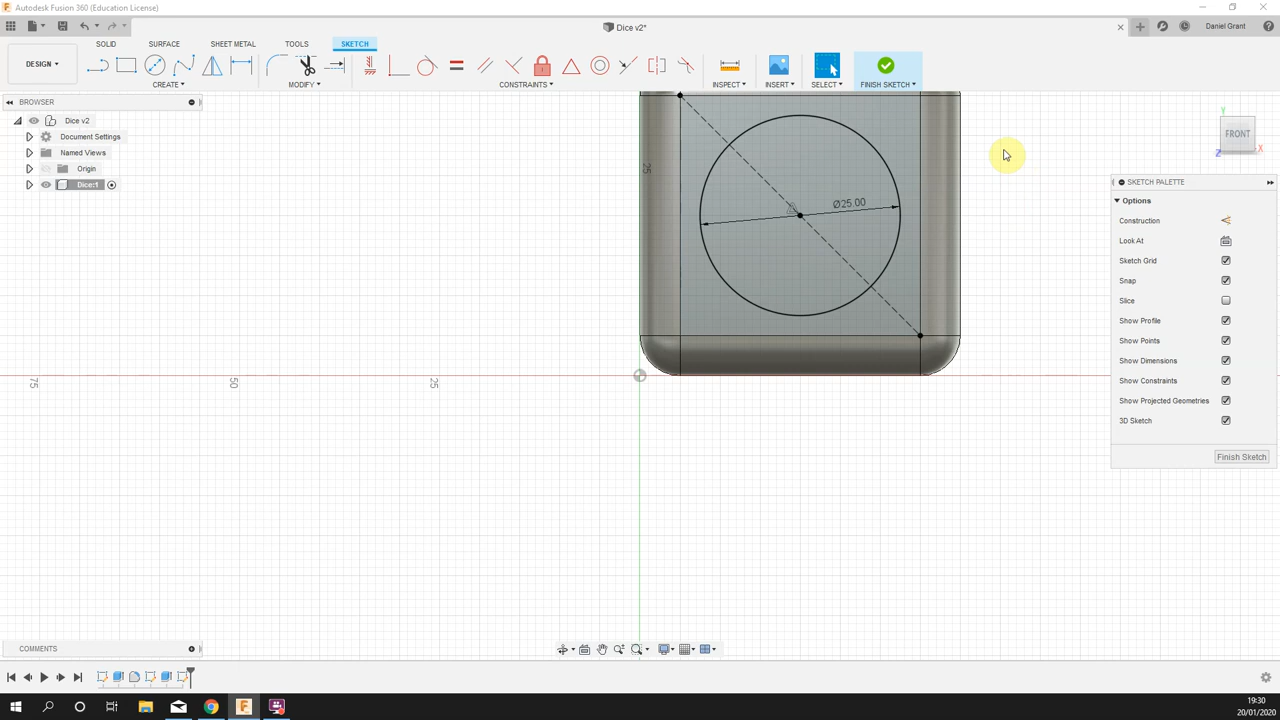 Autodesk Fusion 360 (Education License)
Dice v2*
Daniel Grant
SOLID SURFACE SHEET METAL TOOLS SKETCH
DESIGN
CREATE MODIFY CONSTRAINTS INSPECT INSERT SELECT FINISH SKETCH
BROWSER
Dice v2
Document Settings
Named Views
Origin
Dice:1
FRONT
Y
X
Z
25
Ø25.00
75
50
25
SKETCH PALETTE
Options
Construction
Look At
Sketch Grid
Snap
Slice
Show Profile
Show Points
Show Dimensions
Show Constraints
Show Projected Geometries
3D Sketch
Finish Sketch
COMMENTS
19:30
20/01/2020